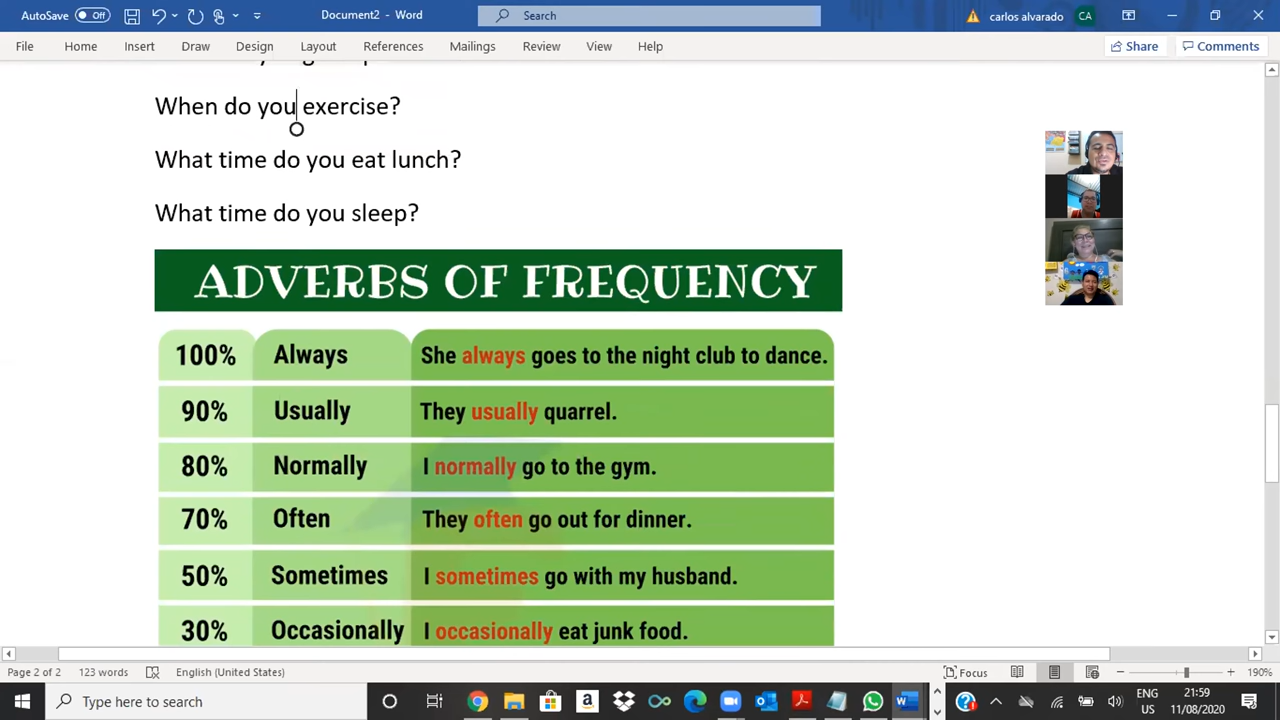 AutoSave Off Document2 - Word Search carlos alvarado CA
File Home Insert Draw Design Layout References Mailings Review View Help Share Comments
When do you exercise?
What time do you eat lunch?
What time do you sleep?
ADVERBS OF FREQUENCY
100% Always She always goes to the night club to dance.
90% Usually They usually quarrel.
80% Normally I normally go to the gym.
70% Often They often go out for dinner.
50% Sometimes I sometimes go with my husband.
30% Occasionally I occasionally eat junk food.
Page 2 of 2 123 words English (United States) Focus 190%
Type here to search ENG 21:59
US 11/08/2020